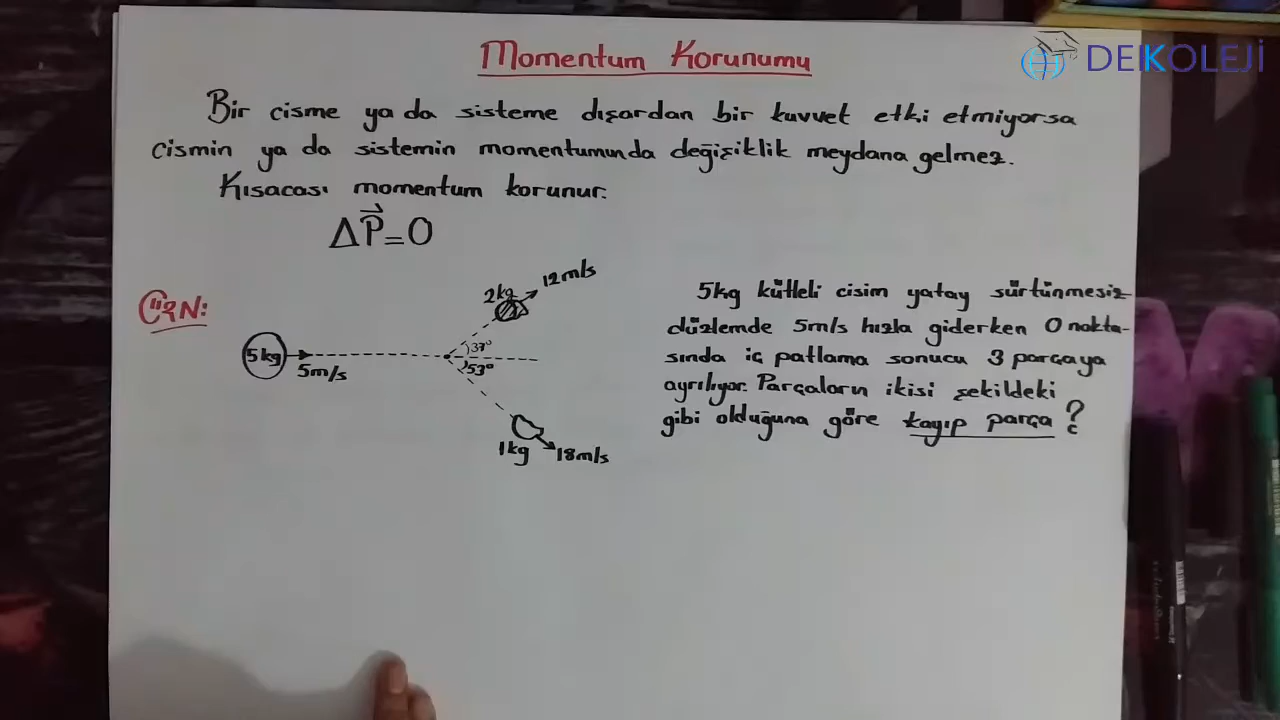 DEKOLEJİ
Momentum Korunumu
Bir cisme ya da sisteme dışardan bir kuvvet etki etmiyorsa
cismin ya da sistemin momentumunda değişiklik meydana gelmez.
Kısacası momentum korunur.
ΔP⃗=0
ÖRN:
5kg
5m/s
2kg
12m/s
37°
53°
1kg
18m/s
5kg kütleli cisim yatay sürtünmesiz
düzlemde 5m/s hızla giderken O nokta-
sında iç patlama sonucu 3 parçaya
ayrılıyor. Parçaların ikisi şekildeki
gibi olduğuna göre kayıp parça?